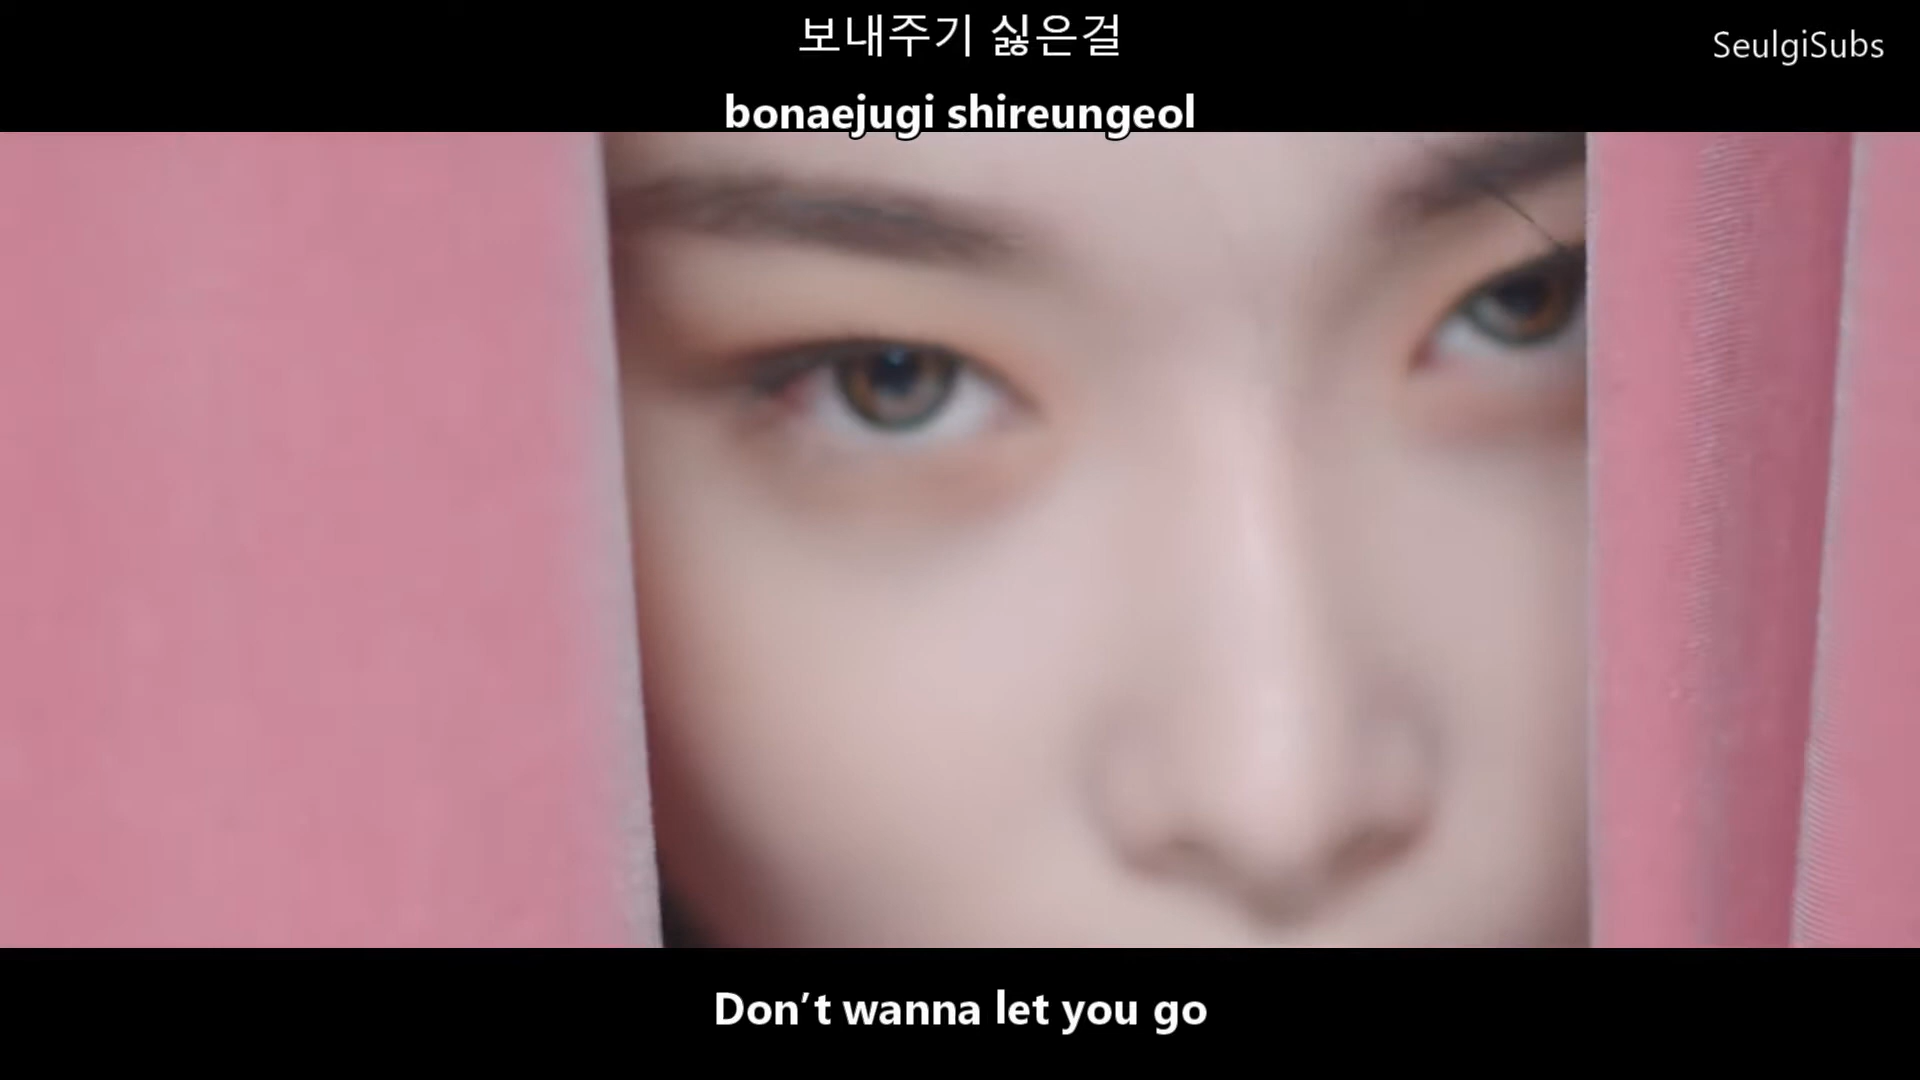 보내주기 싫은걸
SeulgiSubs
bonaejugi shireungeol
Don’t wanna let you go